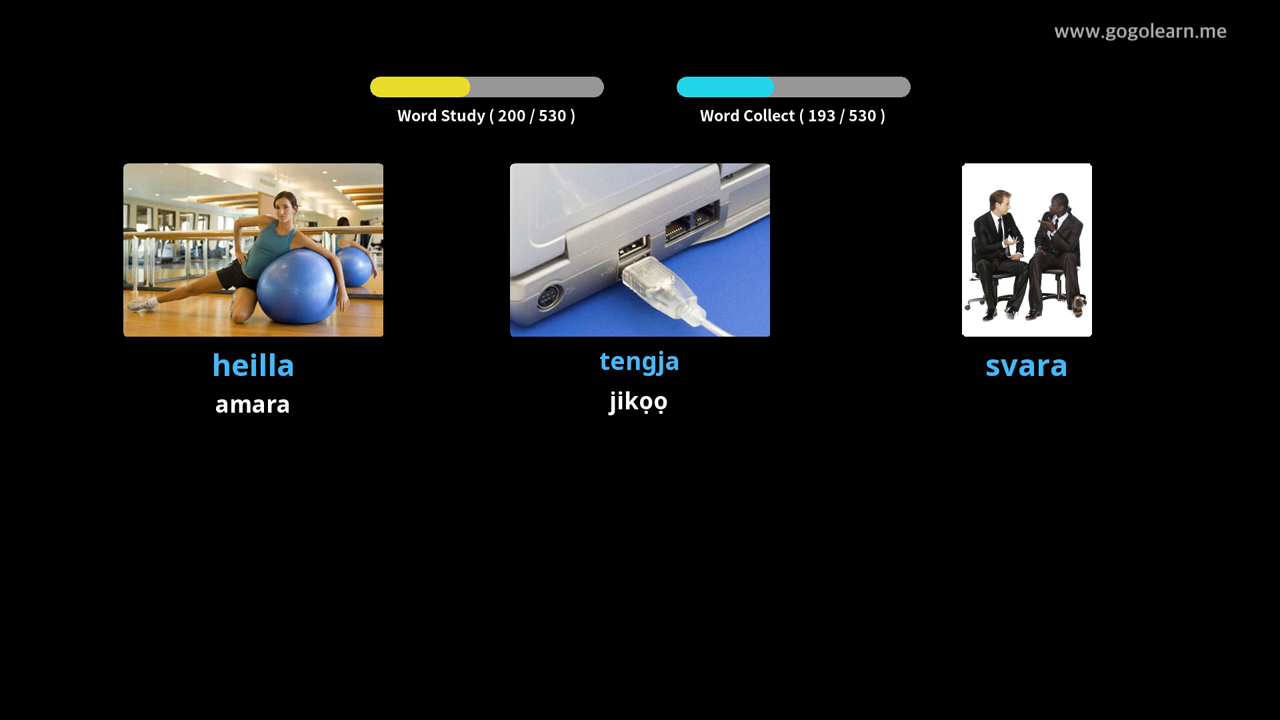 www.gogolearn.me
Word Study ( 200 / 530 )
Word Collect ( 193 / 530 )
heilla
tengja
svara
amara
jikọọ